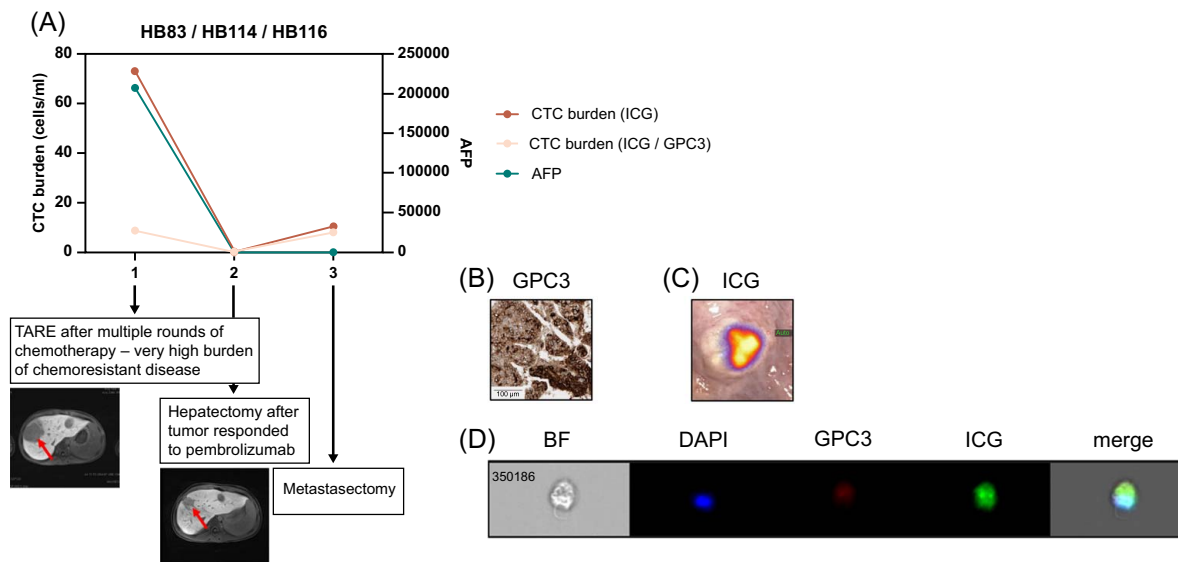 (A)
HB83 / HB114 / HB116
80
60
40
20
0
CTC burden (cells/ml)
250000
200000
150000
100000
50000
0
AFP
1
2
3
CTC burden (ICG)
CTC burden (ICG / GPC3)
AFP
TARE after multiple rounds of
chemotherapy – very high burden
of chemoresistant disease
Hepatectomy after
tumor responded
to pembrolizumab
Metastasectomy
(B)
GPC3
100 µm
(C)
ICG
Auto
(D)
BF
DAPI
GPC3
ICG
merge
350186